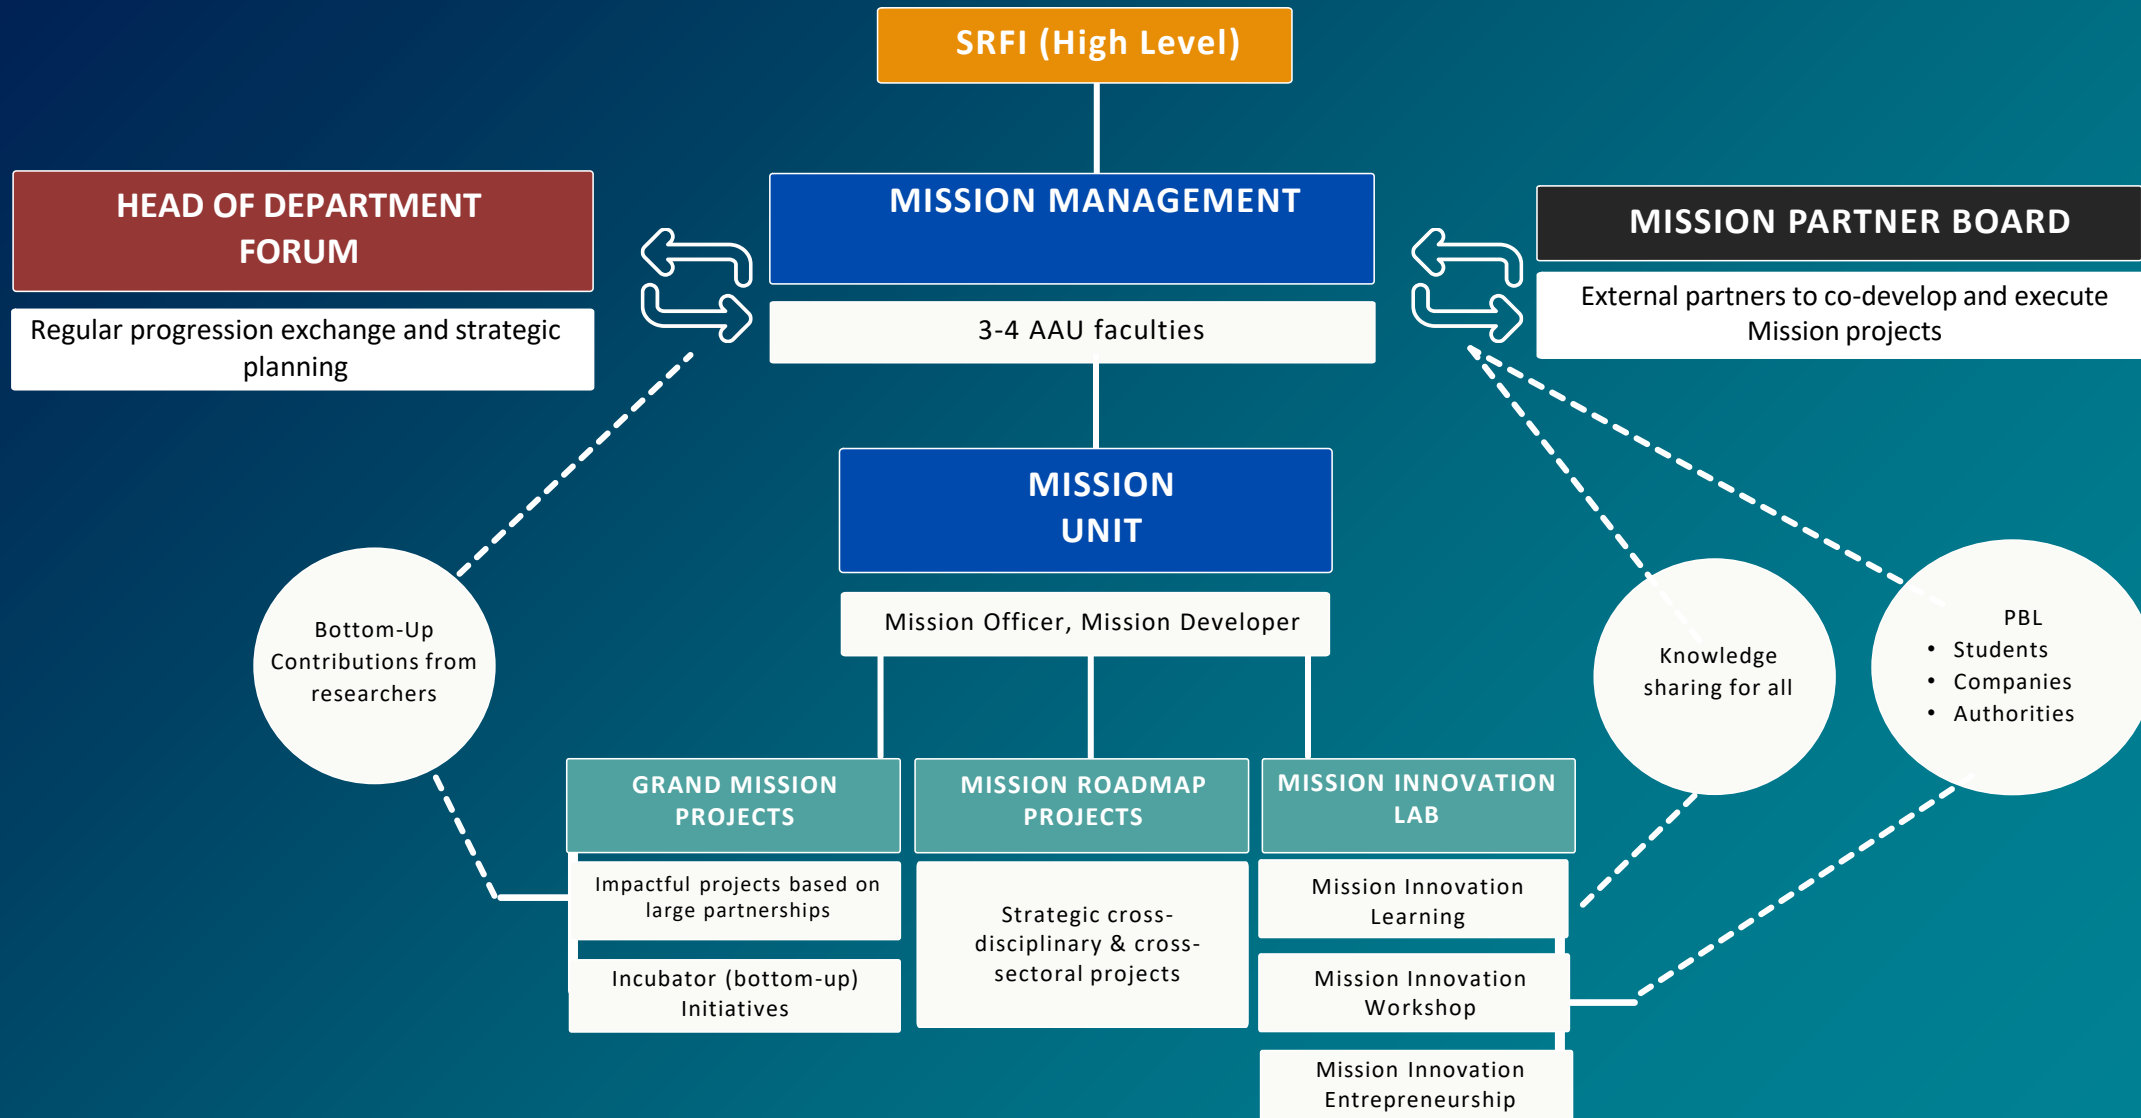 SRFI (High Level)
HEAD OF DEPARTMENT
FORUM
Regular progression exchange and strategic
planning
MISSION MANAGEMENT
3-4 AAU faculties
MISSION PARTNER BOARD
External partners to co-develop and execute
Mission projects
MISSION
UNIT
Mission Officer, Mission Developer
Bottom-Up
Contributions from
researchers
Knowledge
sharing for all
PBL
• Students
• Companies
• Authorities
GRAND MISSION
PROJECTS
Impactful projects based on
large partnerships
Incubator (bottom-up)
Initiatives
MISSION ROADMAP
PROJECTS
Strategic cross-
disciplinary & cross-
sectoral projects
MISSION INNOVATION
LAB
Mission Innovation
Learning
Mission Innovation
Workshop
Mission Innovation
Entrepreneurship